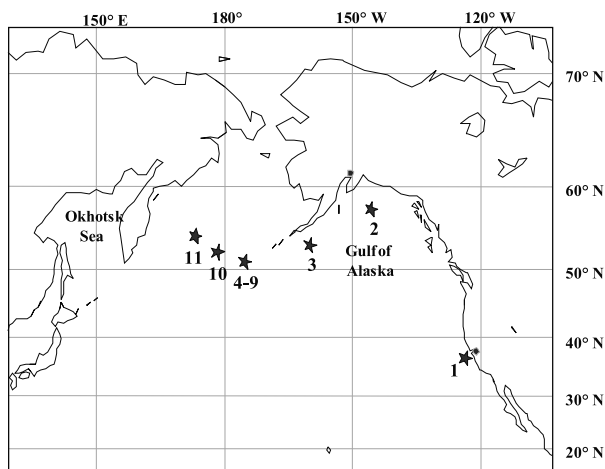 150° E 180° 150° W 120° W
70° N
60° N
Okhotsk
Sea
2
11
10
4-9
3
Gulf of
Alaska
50° N
40° N
1
30° N
20° N